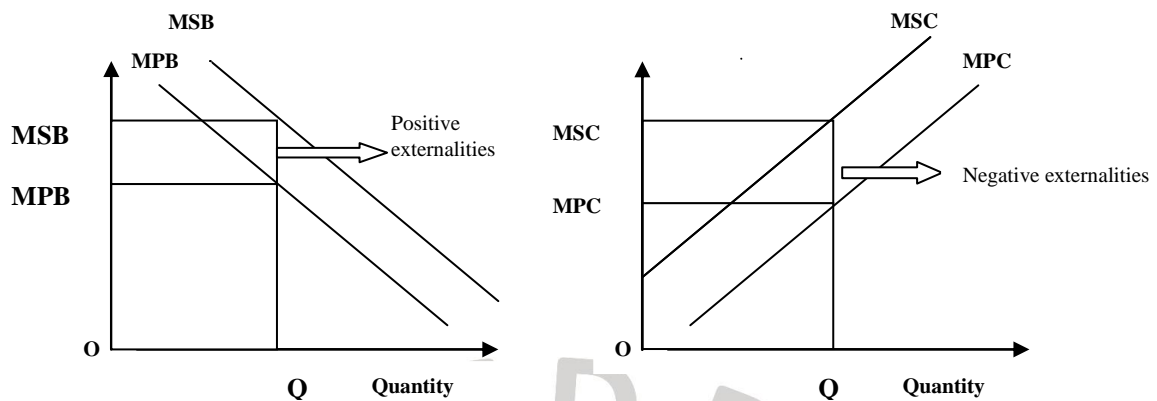 MSB
MPB
MSB
MPB
Positive
externalities
O
Q
Quantity
MSC
MPC
MSC
MPC
Negative externalities
O
Q
Quantity